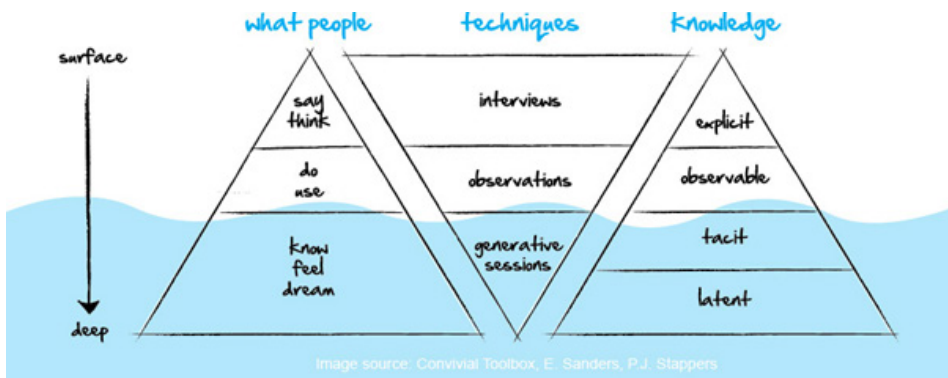 what people
techniques
knowledge
surface
say
think
interviews
explicit
do
use
observations
observable
know
feel
dream
generative
sessions
tacit
latent
deep
Image source: Convivial Toolbox, E. Sanders, P.J. Stappers